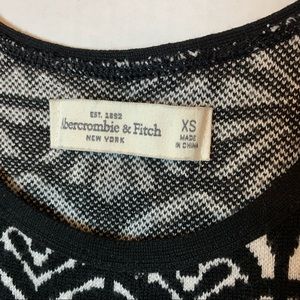 EST. 1892
Abercrombie & Fitch
NEW YORK
XS
MADE
IN CHINA